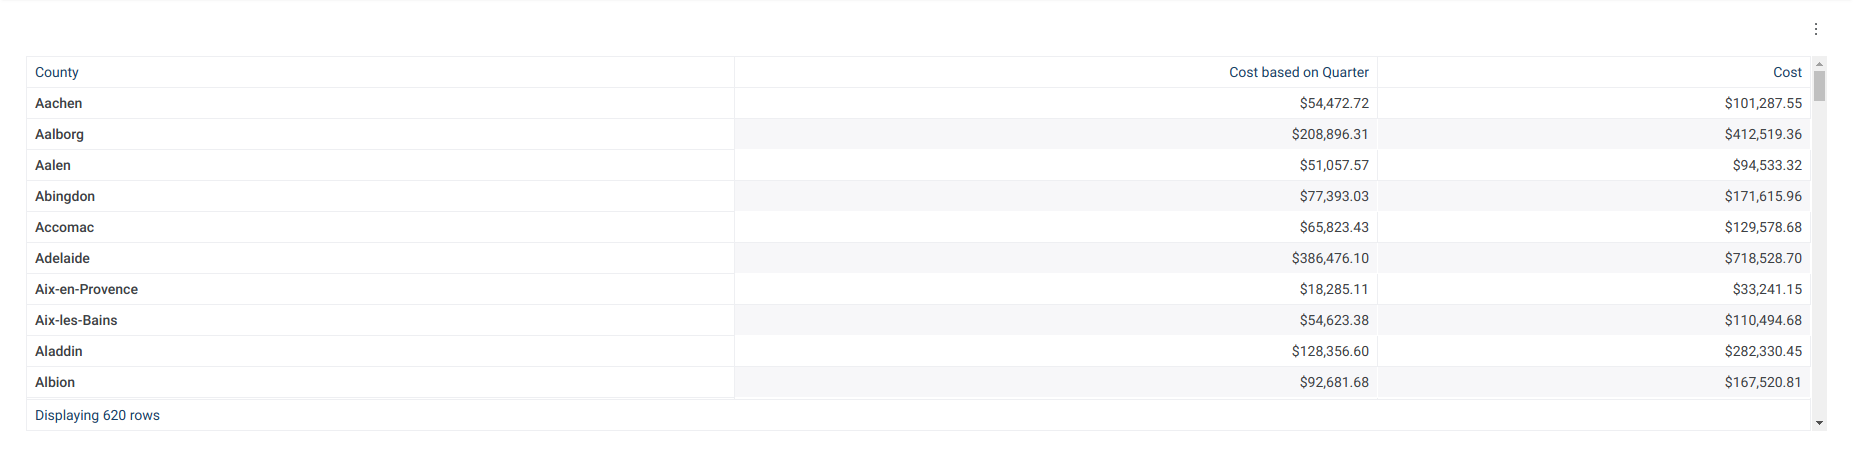 County Cost based on Quarter Cost
Aachen $54,472.72 $101,287.55
Aalborg $208,896.31 $412,519.36
Aalen $51,057.57 $94,533.32
Abingdon $77,393.03 $171,615.96
Accomac $65,823.43 $129,578.68
Adelaide $386,476.10 $718,528.70
Aix-en-Provence $18,285.11 $33,241.15
Aix-les-Bains $54,623.38 $110,494.68
Aladdin $128,356.60 $282,330.45
Albion $92,681.68 $167,520.81
Displaying 620 rows